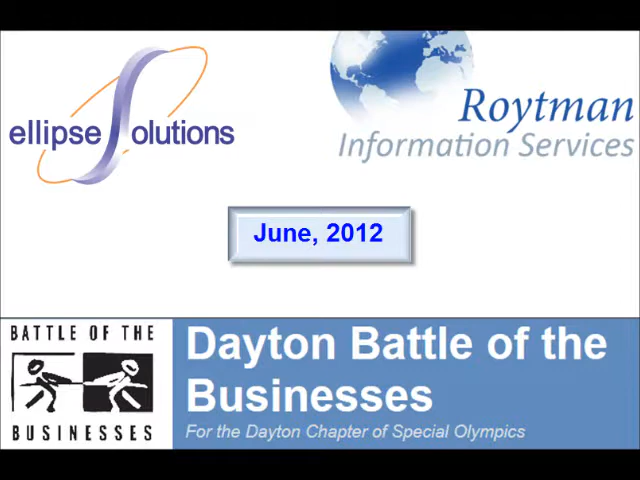 ellipse Solutions
Roytman
Information Services
June, 2012
BATTLE OF THE
BUSINESSES
Dayton Battle of the
Businesses
For the Dayton Chapter of Special Olympics